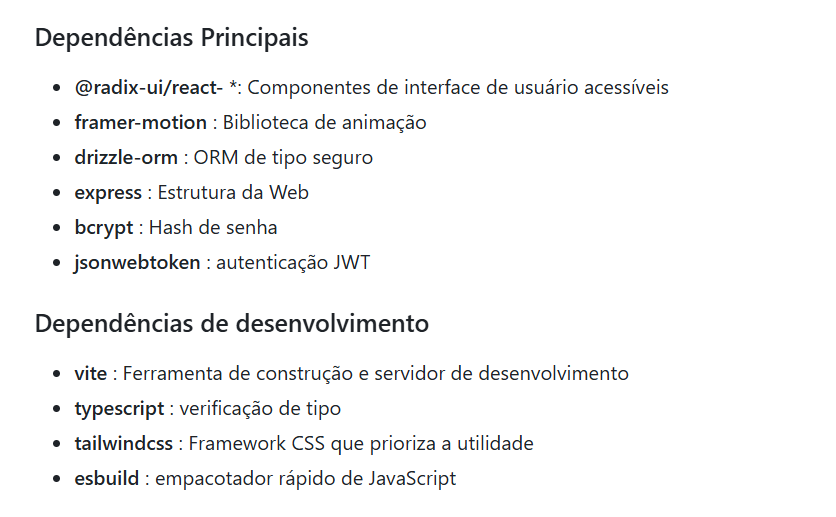 Dependências Principais
• @radix-ui/react- *: Componentes de interface de usuário acessíveis
• framer-motion : Biblioteca de animação
• drizzle-orm : ORM de tipo seguro
• express : Estrutura da Web
• bcrypt : Hash de senha
• jsonwebtoken : autenticação JWT
Dependências de desenvolvimento
• vite : Ferramenta de construção e servidor de desenvolvimento
• typescript : verificação de tipo
• tailwindcss : Framework CSS que prioriza a utilidade
• esbuild : empacotador rápido de JavaScript